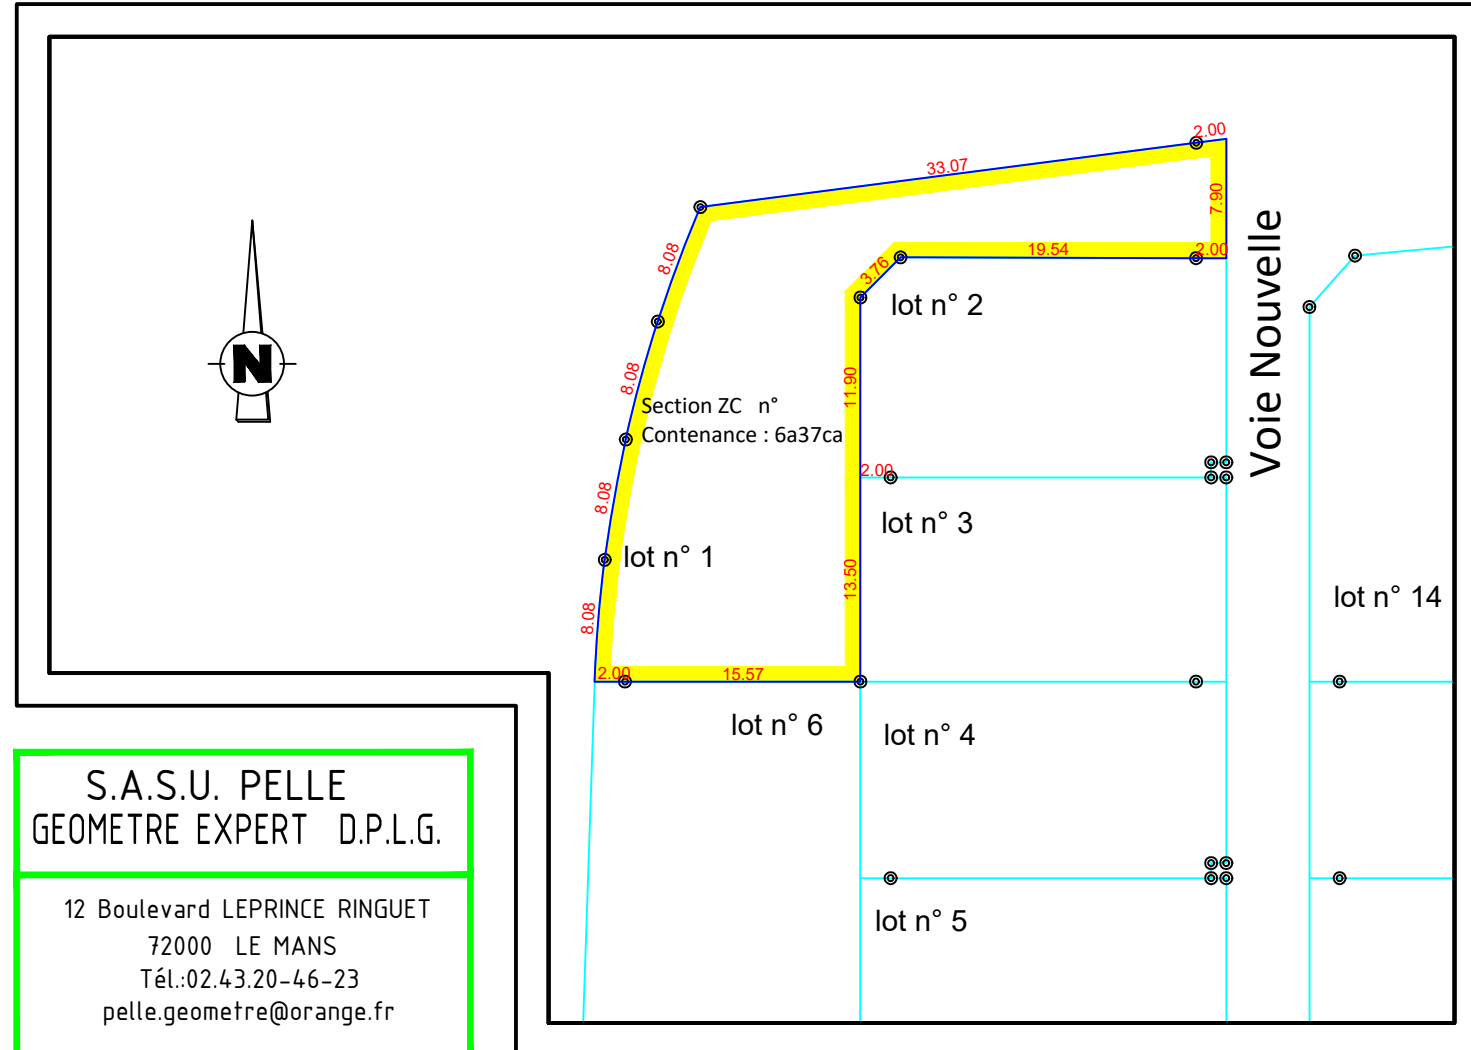 2.00
33.07
7.90
8.08
19.54
2.00
3.76
lot n° 2
Voie Nouvelle
N
8.08
11.90
Section ZC n°
Contenance : 6a37ca
2.00
8.08
lot n° 3
lot n° 1
13.50
8.08
lot n° 14
2.00
15.57
lot n° 6
lot n° 4
lot n° 5
S.A.S.U. PELLE
GEOMETRE EXPERT D.P.L.G.
12 Boulevard LEPRINCE RINGUET
72000 LE MANS
Tél.:02.43.20-46-23
pelle.geometre@orange.fr